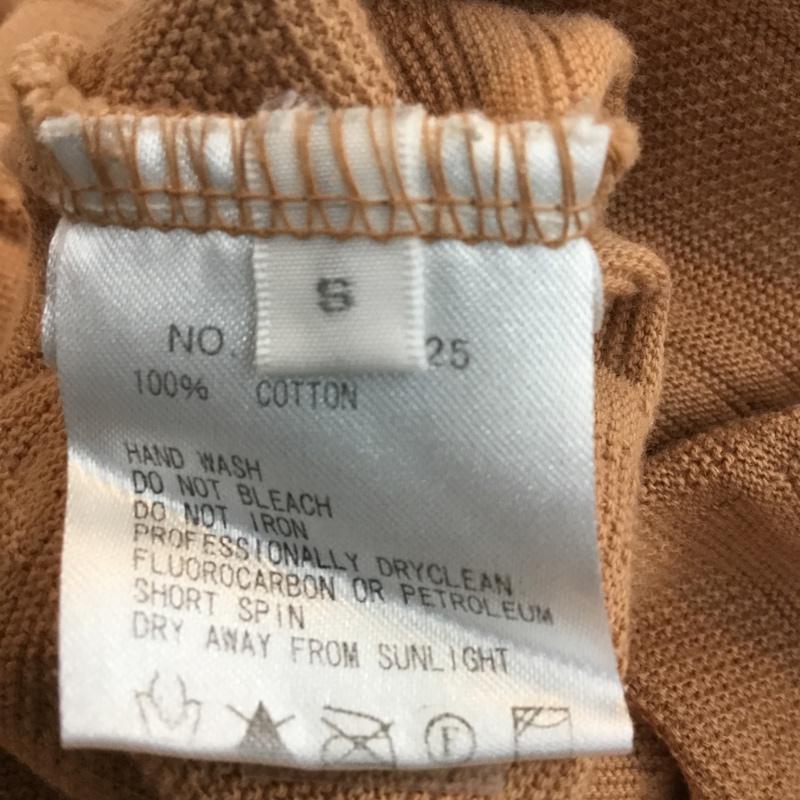 S
NO. 25
100% COTTON
HAND WASH
DO NOT BLEACH
DO NOT IRON
PROFESSIONALLY DRYCLEAN
FLUOROCARBON OR PETROLEUM
SHORT SPIN
DRY AWAY FROM SUNLIGHT
F